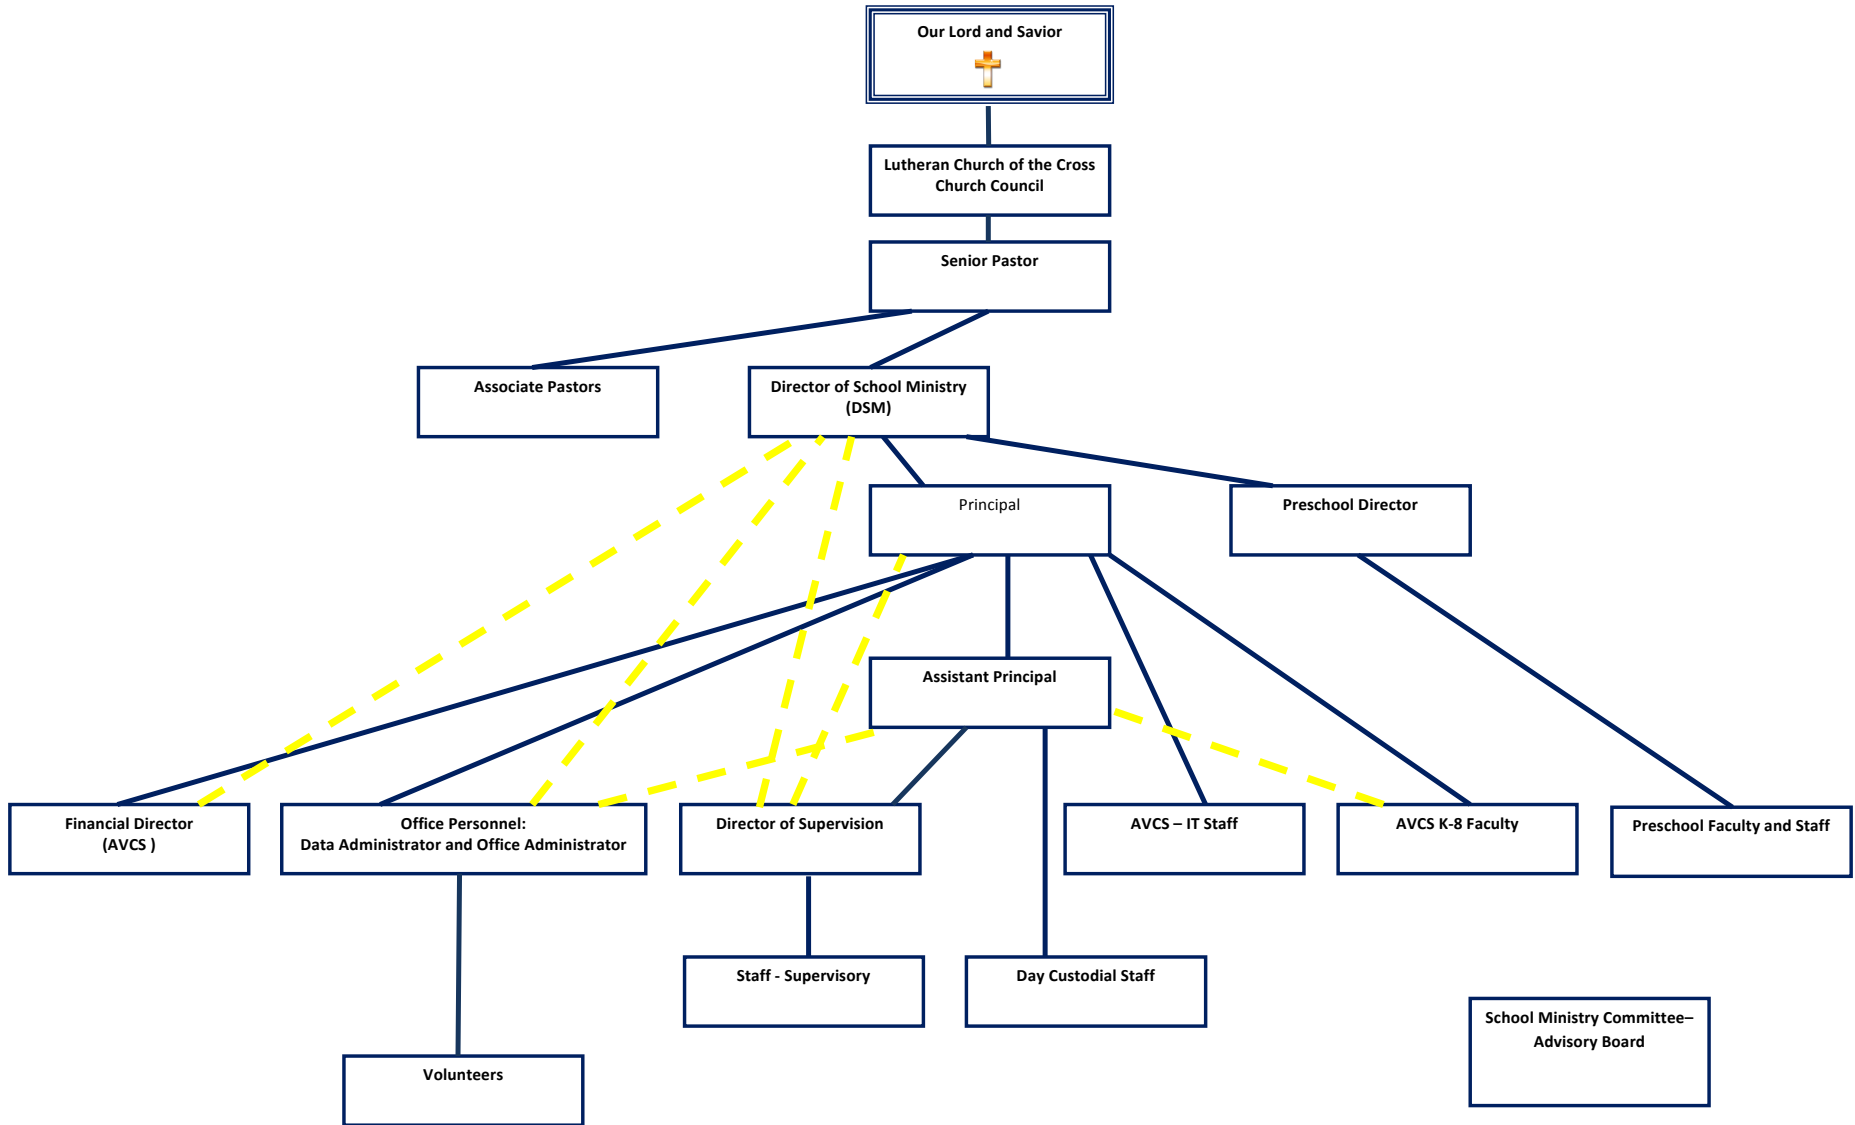 Our Lord and Savior
Lutheran Church of the Cross
Church Council
Senior Pastor
Associate Pastors
Director of School Ministry
(DSM)
Principal
Preschool Director
Assistant Principal
Financial Director
(AVCS )
Office Personnel:
Data Administrator and Office Administrator
Director of Supervision
AVCS – IT Staff
AVCS K-8 Faculty
Preschool Faculty and Staff
Staff - Supervisory
Day Custodial Staff
School Ministry Committee–
Advisory Board
Volunteers